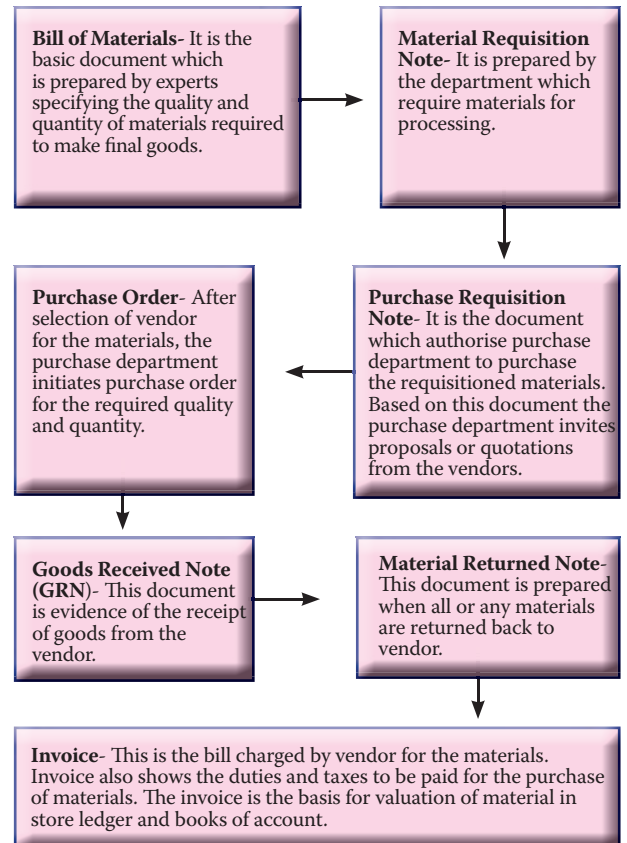 Bill of Materials- It is the
basic document which
is prepared by experts
specifying the quality and
quantity of materials required
to make final goods.
Material Requisition
Note- It is prepared by
the department which
require materials for
processing.
Purchase Requisition
Note- It is the document
which authorise purchase
department to purchase
the requisitioned materials.
Based on this document the
purchase department invites
proposals or quotations
from the vendors.
Purchase Order- After
selection of vendor
for the materials, the
purchase department
initiates purchase order
for the required quality
and quantity.
Goods Received Note
(GRN)- This document
is evidence of the receipt
of goods from the
vendor.
Material Returned Note-
This document is prepared
when all or any materials
are returned back to
vendor.
Invoice- This is the bill charged by vendor for the materials.
Invoice also shows the duties and taxes to be paid for the purchase
of materials. The invoice is the basis for valuation of material in
store ledger and books of account.